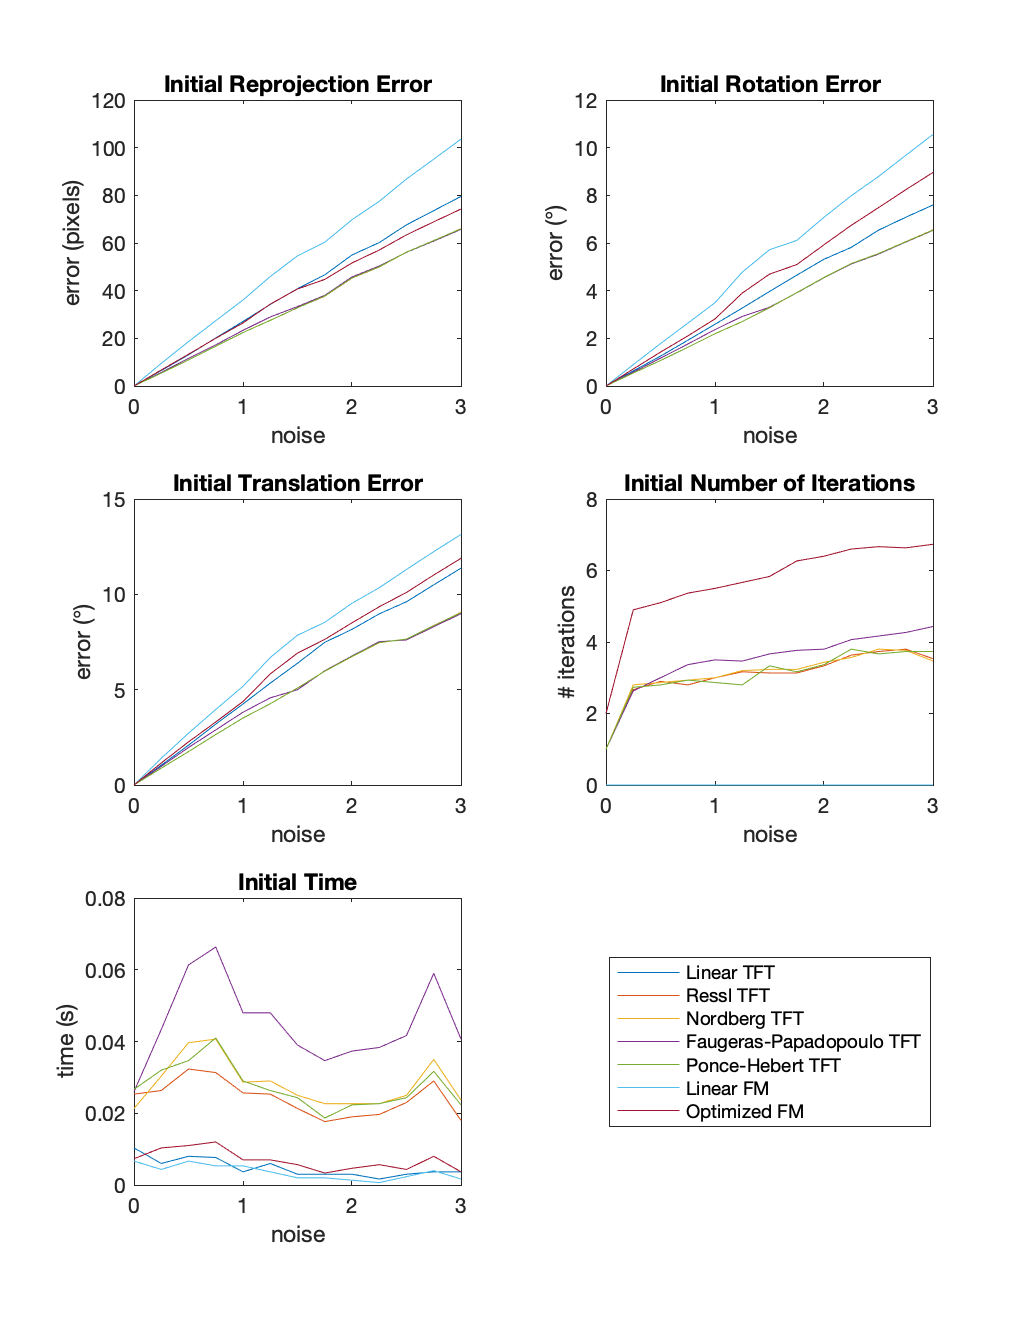 Initial Reprojection Error
120
100
80
60
40
20
0
error (pixels)
0 1 2 3
noise
Initial Rotation Error
12
10
8
6
4
2
0
error (°)
0 1 2 3
noise
Initial Translation Error
15
10
5
0
error (°)
0 1 2 3
noise
Initial Number of Iterations
8
6
4
2
0
# iterations
0 1 2 3
noise
Initial Time
0.08
0.06
0.04
0.02
0
time (s)
0 1 2 3
noise
Linear TFT
Ressl TFT
Nordberg TFT
Faugeras-Papadopoulo TFT
Ponce-Hebert TFT
Linear FM
Optimized FM